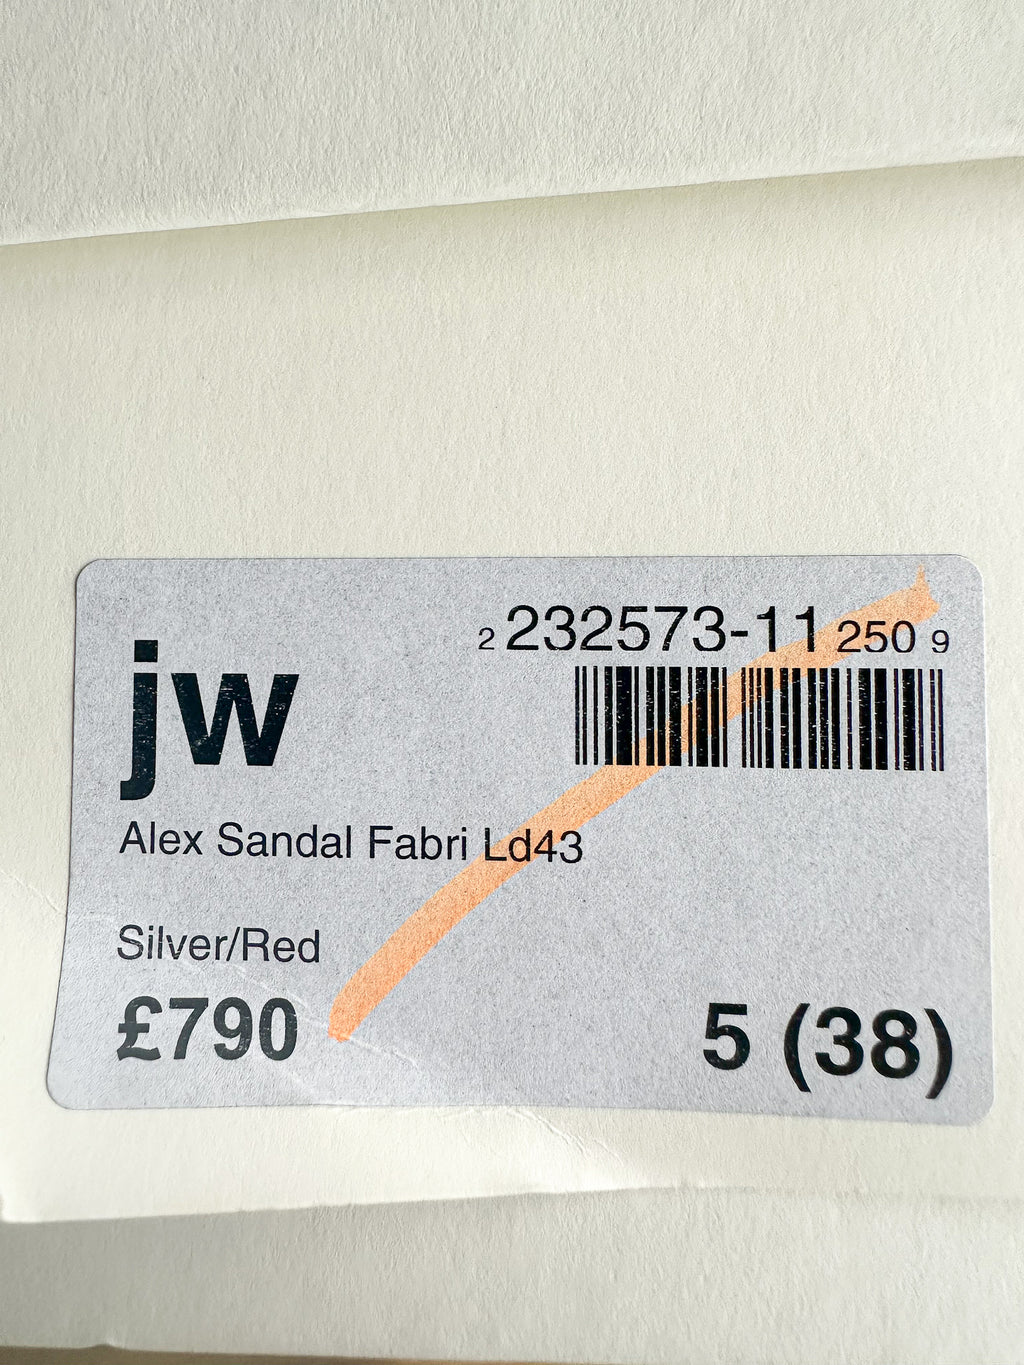 jw
2 232573-11 250 9
Alex Sandal Fabri Ld43
Silver/Red
£790
5 (38)